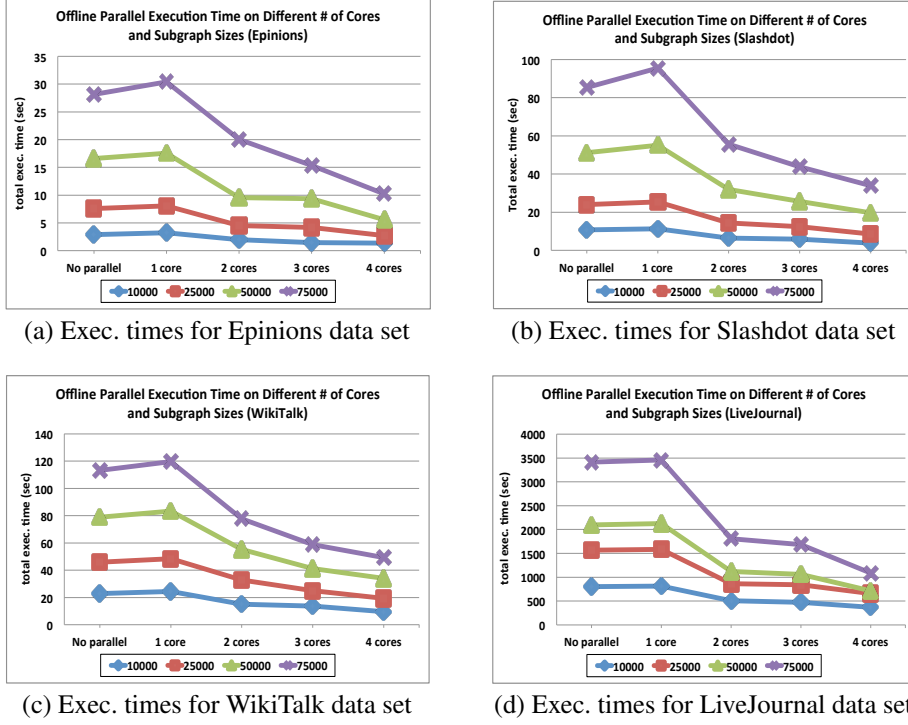 Offline Parallel Execution Time on Different # of Cores
and Subgraph Sizes (Epinions)
total exec. time (sec)
35
30
25
20
15
10
5
0
No parallel 1 core 2 cores 3 cores 4 cores
10000 25000 50000 75000
(a) Exec. times for Epinions data set
Offline Parallel Execution Time on Different # of Cores
and Subgraph Sizes (Slashdot)
Total exec. time (sec)
100
80
60
40
20
0
No parallel 1 core 2 cores 3 cores 4 cores
10000 25000 50000 75000
(b) Exec. times for Slashdot data set
Offline Parallel Execution Time on Different # of Cores
and Subgraph Sizes (WikiTalk)
total exec. time (sec)
140
120
100
80
60
40
20
0
No parallel 1 core 2 cores 3 cores 4 cores
10000 25000 50000 75000
(c) Exec. times for WikiTalk data set
Offline Parallel Execution Time on Different # of Cores
and Subgraph Sizes (LiveJournal)
total exec. time (sec)
4000
3500
3000
2500
2000
1500
1000
500
0
No parallel 1 core 2 cores 3 cores 4 cores
10000 25000 50000 75000
(d) Exec. times for LiveJournal data set